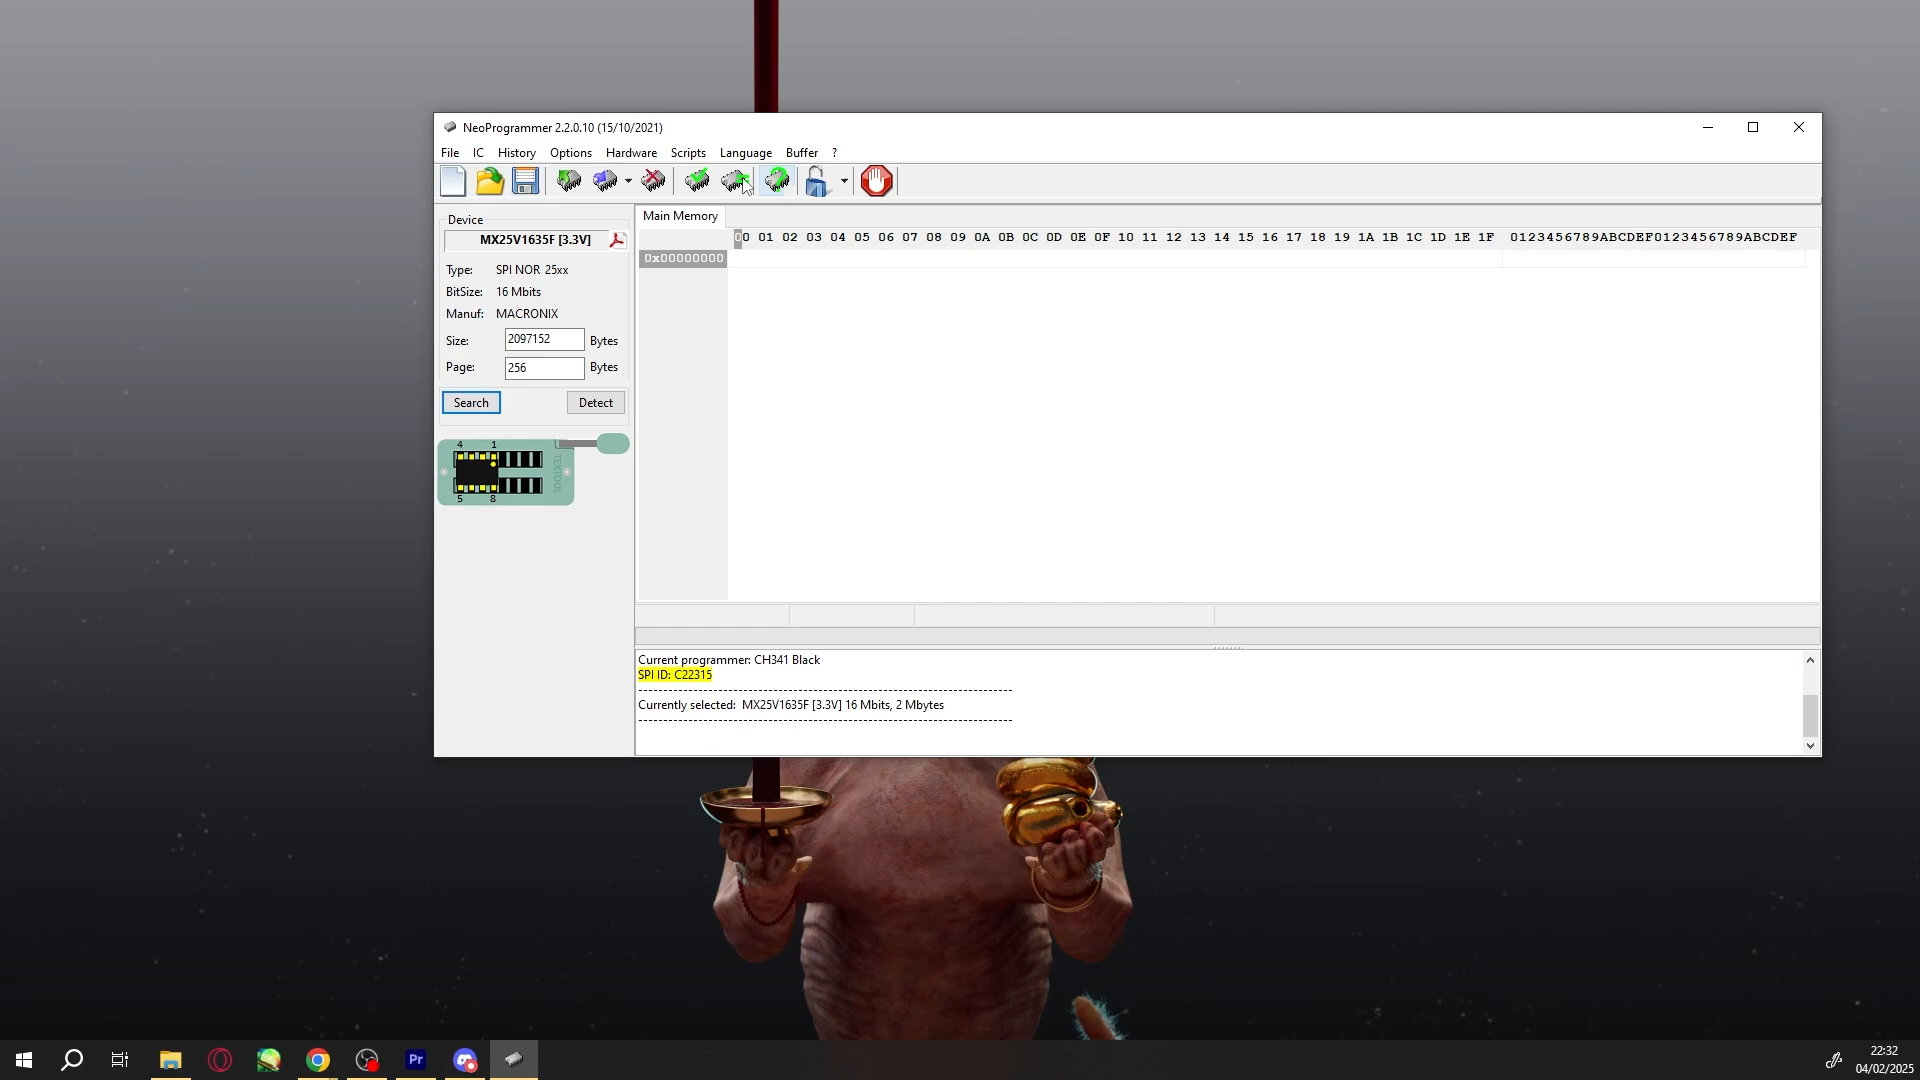 NeoProgrammer 2.2.0.10 (15/10/2021)
File IC History Options Hardware Scripts Language Buffer ?
Device
MX25V1635F [3.3V]
Type: SPI NOR 25xx
BitSize: 16 Mbits
Manuf: MACRONIX
Size: 2097152 Bytes
Page: 256 Bytes
Search Detect
4 1
TEXTOOL
5 8
Main Memory
00 01 02 03 04 05 06 07 08 09 0A 0B 0C 0D 0E 0F 10 11 12 13 14 15 16 17 18 19 1A 1B 1C 1D 1E 1F 0123456789ABCDEF0123456789ABCDEF
0x00000000
Current programmer: CH341 Black
SPI ID: C22315
Currently selected: MX25V1635F [3.3V] 16 Mbits, 2 Mbytes
Pr
22:32
04/02/2025